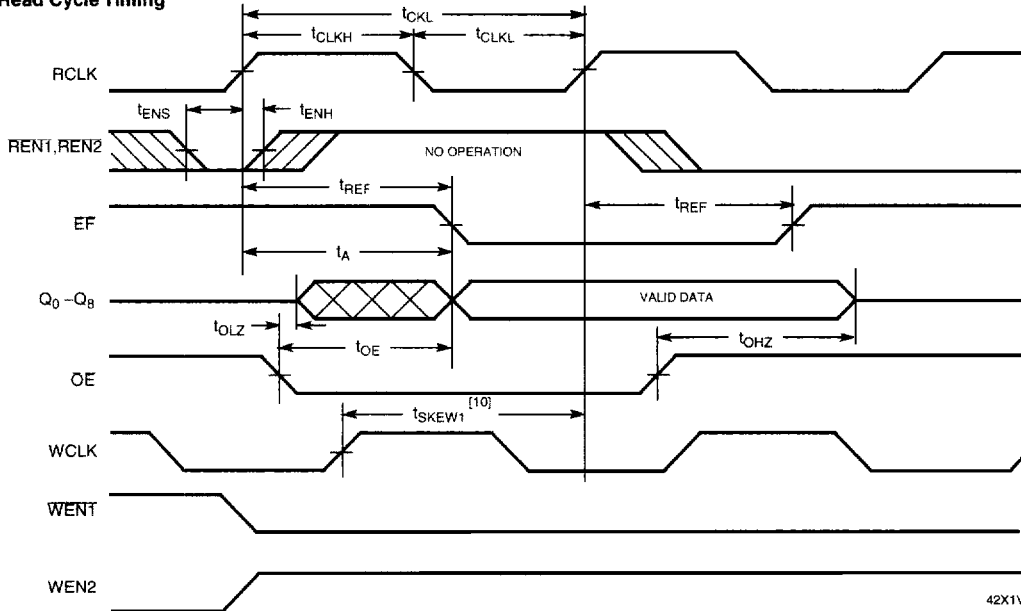 Read Cycle Timing
tCKL
tCLKH
tCLKL
RCLK
tENS
tENH
REN1,REN2
NO OPERATION
tREF
tREF
EF
tA
Q0 –Q8
VALID DATA
tOLZ
tOE
tOHZ
OE
tSKEW1[10]
WCLK
WEN1
WEN2